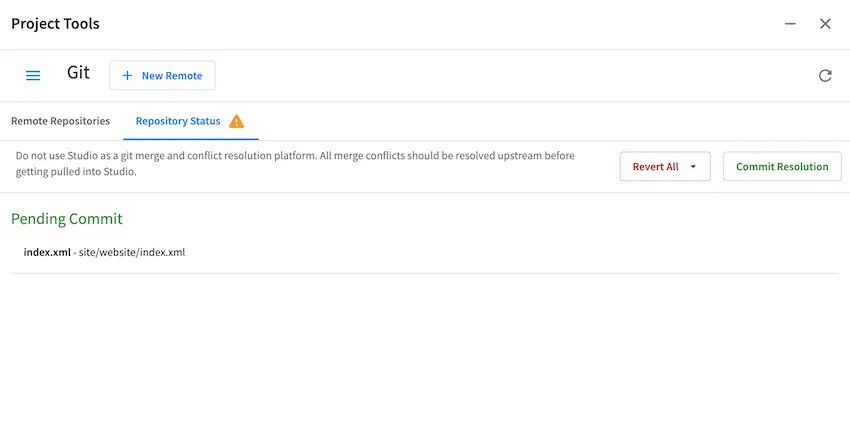 Project Tools
Git
New Remote
Remote Repositories
Repository Status
Do not use Studio as a git merge and conflict resolution platform. All merge conflicts should be resolved upstream before
getting pulled into Studio.
Revert All
Commit Resolution
Pending Commit
index.xml - site/website/index.xml